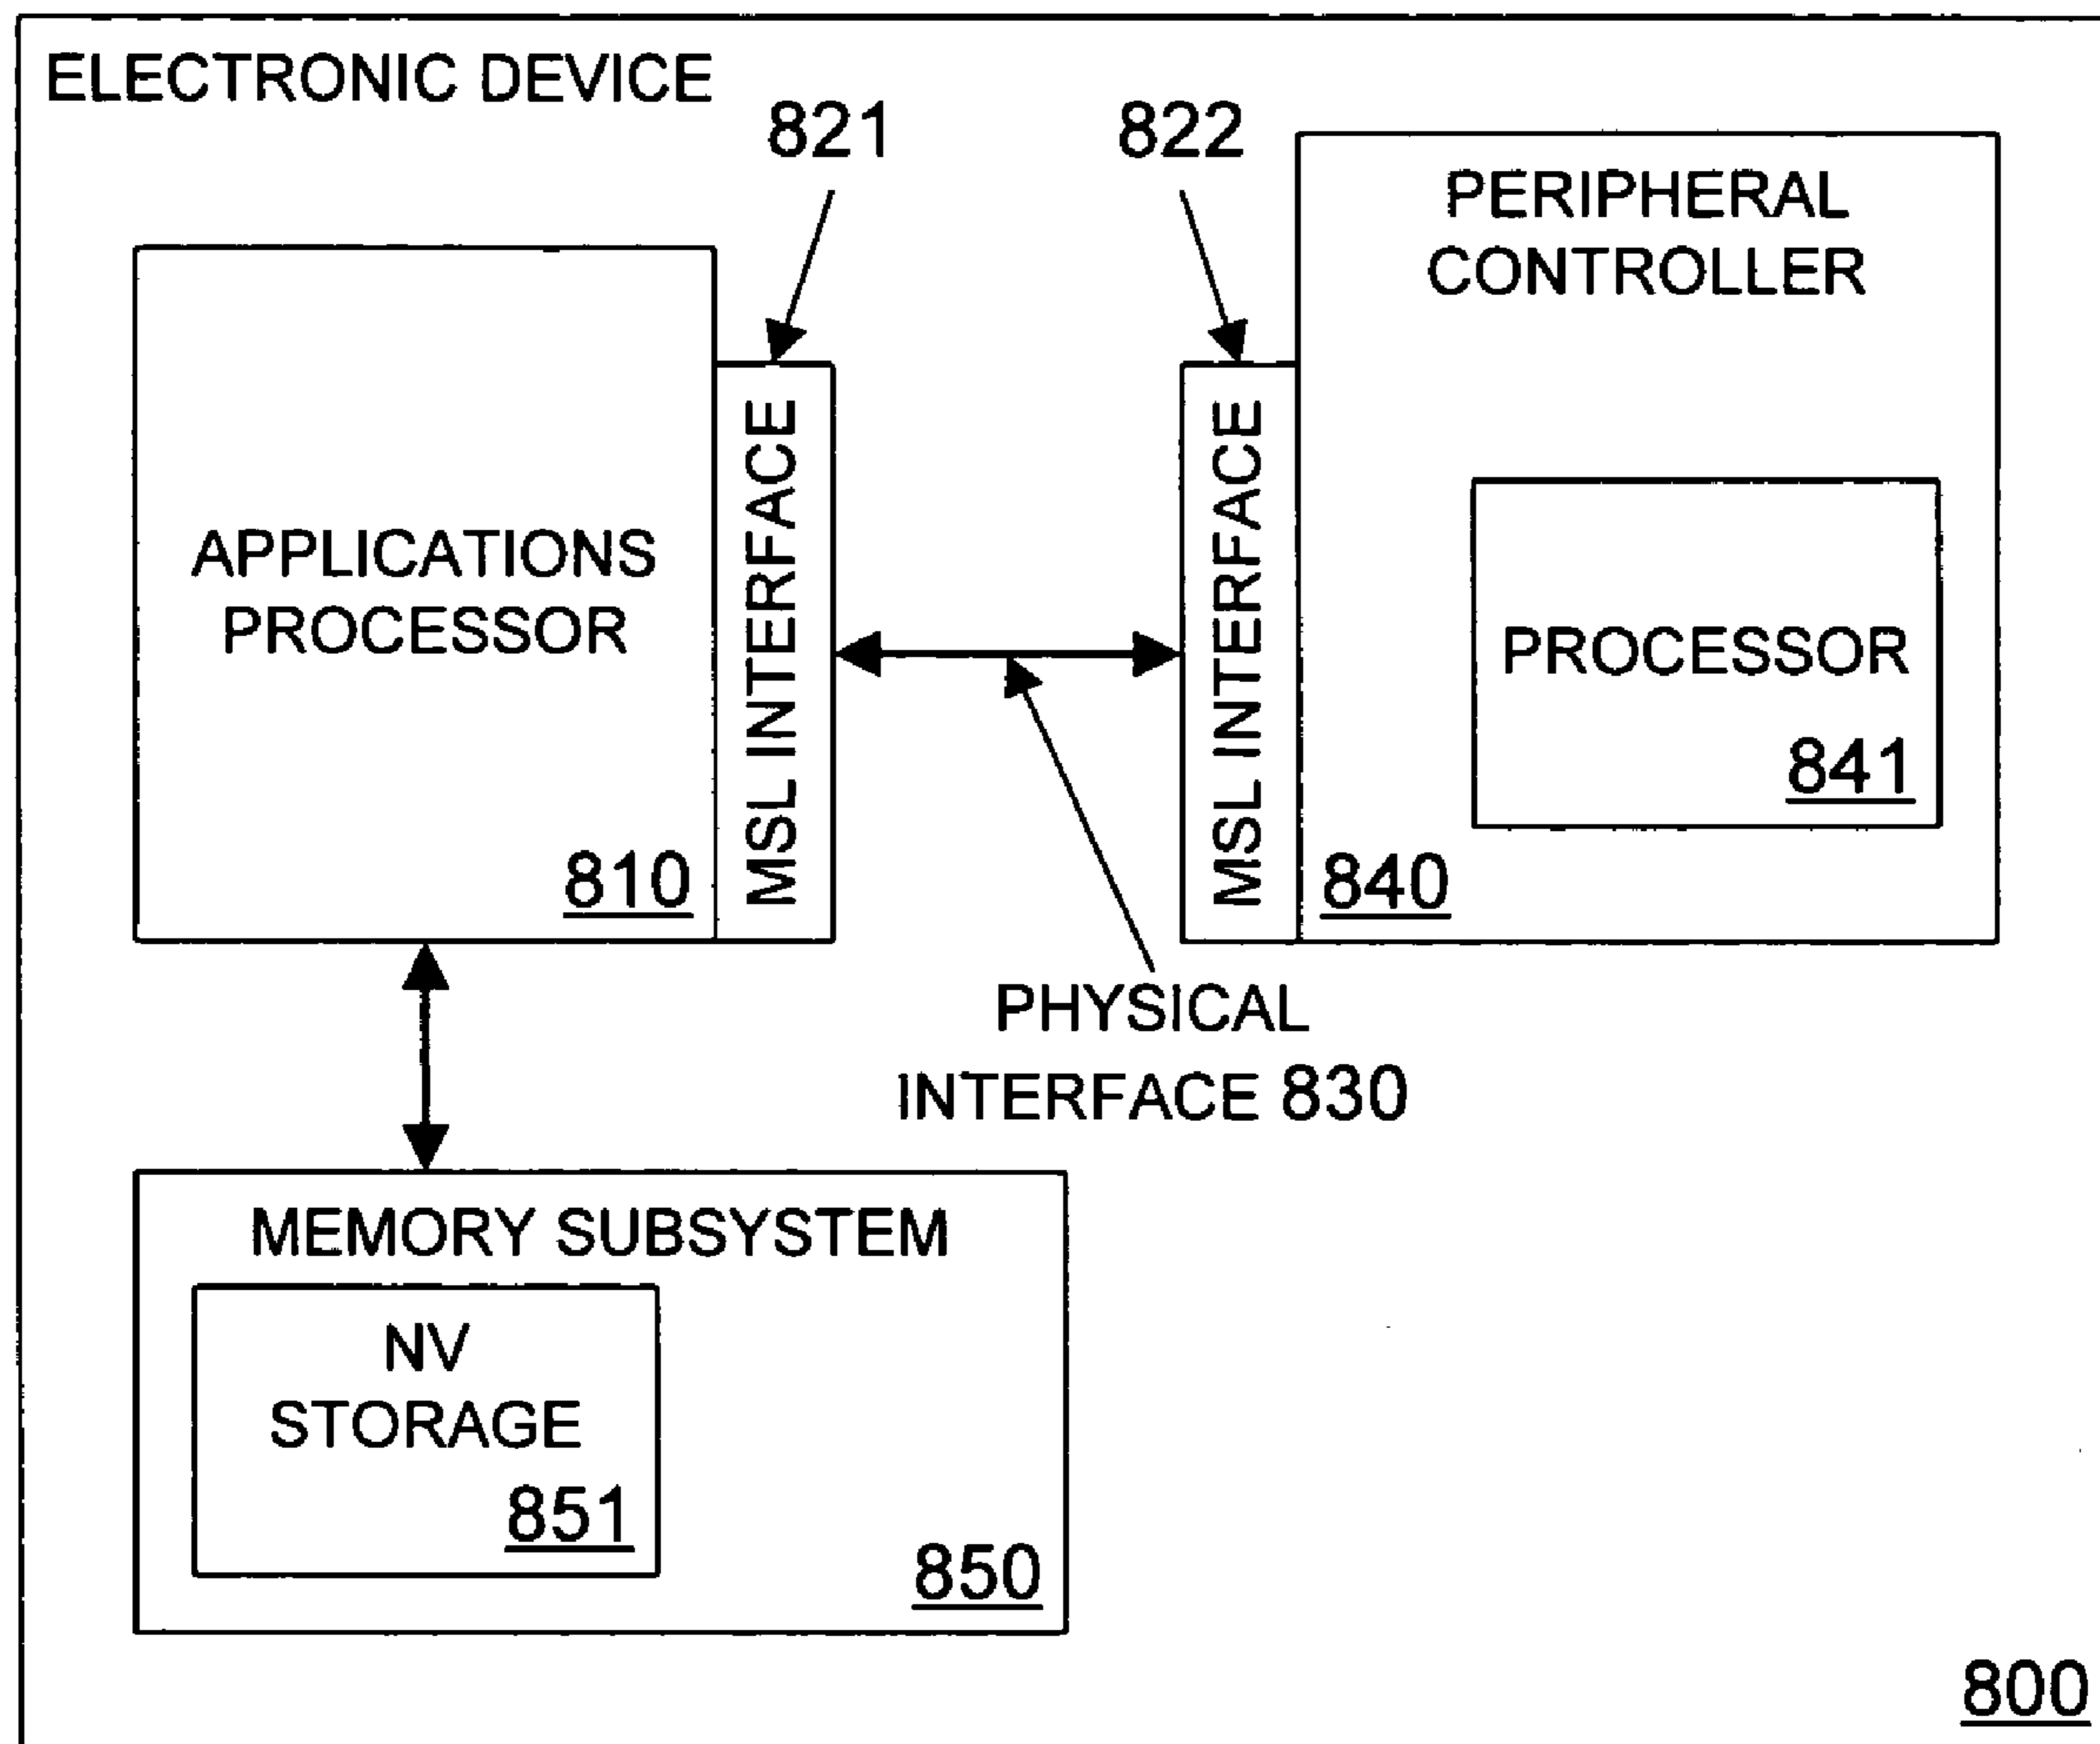 ELECTRONIC DEVICE
821
822
PERIPHERAL
CONTROLLER
APPLICATIONS
PROCESSOR
810
MSL INTERFACE
MSL INTERFACE
PROCESSOR
841
840
PHYSICAL
INTERFACE 830
MEMORY SUBSYSTEM
NV
STORAGE
851
850
800